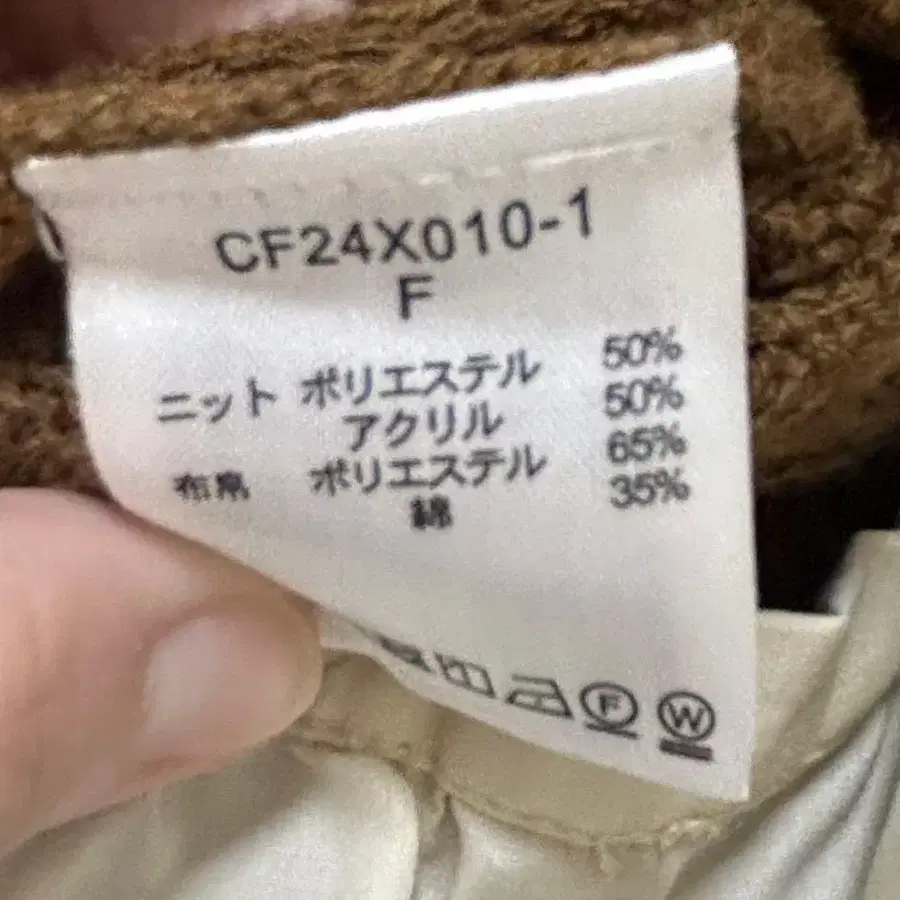 CF24X010-1
F
ニット ポリエステル 50%
アクリル 50%
布帛 ポリエステル 65%
綿 35%
F W